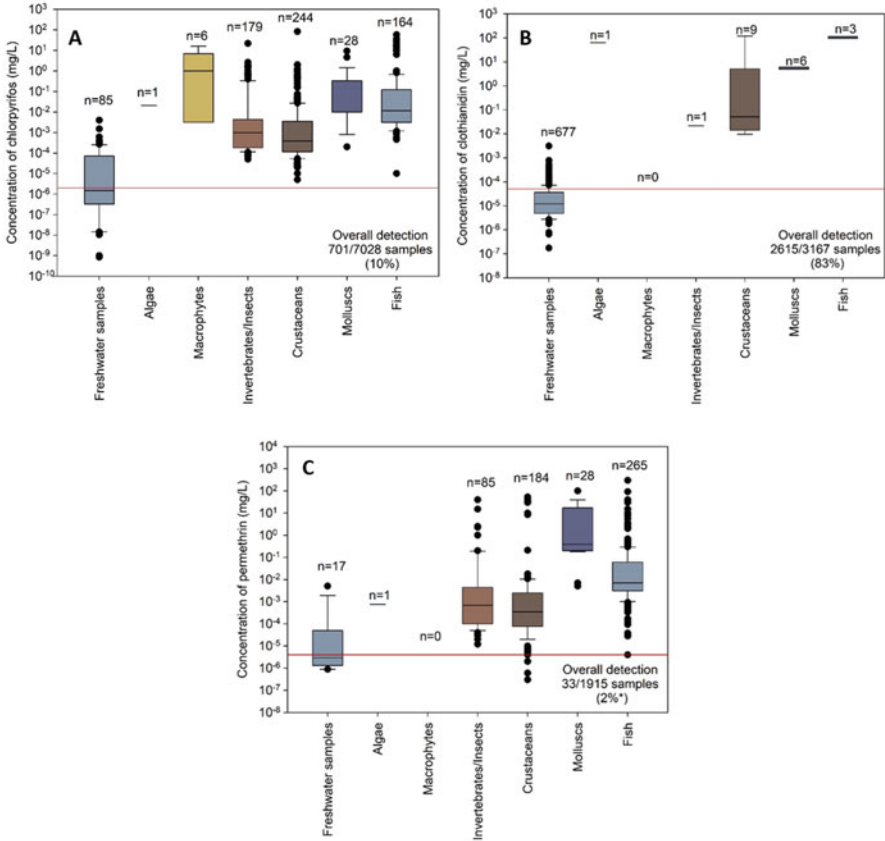 A
Concentration of chlorpyrifos (mg/L)
10³
10²
10¹
10⁰
10⁻¹
10⁻²
10⁻³
10⁻⁴
10⁻⁵
10⁻⁶
10⁻⁷
10⁻⁸
10⁻⁹
10⁻¹⁰
n=85
n=1
n=6
n=179
n=244
n=28
n=164
Overall detection
701/7028 samples
(10%)
Freshwater samples
Algae
Macrophytes
Invertebrates/Insects
Crustaceans
Molluscs
Fish
B
Concentration of clothianidin (mg/L)
10³
10²
10¹
10⁰
10⁻¹
10⁻²
10⁻³
10⁻⁴
10⁻⁵
10⁻⁶
10⁻⁷
10⁻⁸
n=677
n=1
n=0
n=1
n=9
n=6
n=3
Overall detection
2615/3167 samples
(83%)
Freshwater samples
Algae
Macrophytes
Invertebrates/Insects
Crustaceans
Molluscs
Fish
C
Concentration of permethrin (mg/L)
10⁴
10³
10²
10¹
10⁰
10⁻¹
10⁻²
10⁻³
10⁻⁴
10⁻⁵
10⁻⁶
10⁻⁷
10⁻⁸
n=17
n=1
n=0
n=85
n=184
n=28
n=265
Overall detection
33/1915 samples
(2%*)
Freshwater samples
Algae
Macrophytes
Invertebrates/Insects
Crustaceans
Molluscs
Fish